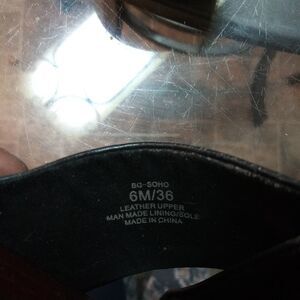 BG-SOHO
6M/36
LEATHER UPPER
MAN MADE LINING/SOLE
MADE IN CHINA